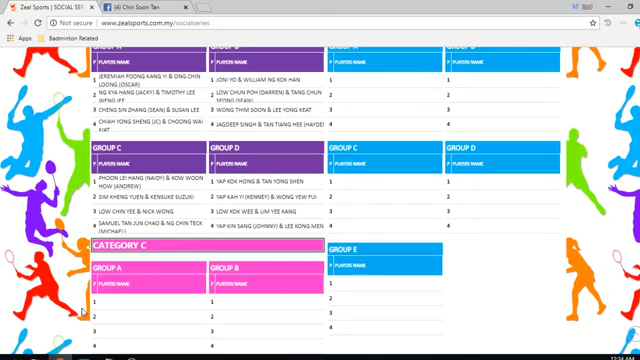 Zeal Sports | SOCIAL SER
(4) Chin Soon Tan
Not secure
www.zealsports.com.my/socialseries
Apps
Badminton Related
GROUP A
GROUP B
P PLAYERS NAME
P PLAYERS NAME
P PLAYERS NAME
P PLAYERS NAME
1 JEREMIAH FOONG KANG YI & ONG CHIN LOONG (OSCAR)
1 JONI YO & WILLIAM NG KOK HAN
1
1
2 NG KYA HANG (JACKY) & TIMOTHY LEE WENG LEE
2 LOW CHUN POH (DARREN) & TANG CHUN SEONG (SEAN)
2
2
3 CHENG SIN ZHANG (SEAN) & SUSAN LEE
3 WONG THIM SOON & LEE YONG KEAT
3
3
4 CHIAH YONG SHENG (JC) & CHOONG WAI KIAT
4 JAGDEEP SINGH & TAN TIANG HEE (HAYDE
4
4
GROUP C
GROUP D
GROUP C
GROUP D
P PLAYERS NAME
P PLAYERS NAME
P PLAYERS NAME
P PLAYERS NAME
1 PHOON LEI HANG (NAIDY) & KOW WOON HOW (ANDREW)
1 YAP KOK HONG & TAN YONG SHEN
1
1
2 SIM KHENG YUEN & KENSUKE SUZUKI
2 YAP KAH YI (KENNEY) & WONG YEW FUI
2
2
3 LOW CHIN YEE & NICK WONG
3 LOW KOK WEE & LIM YEE KANG
3
3
4 SAMUEL TAN JUN CHAO & NG CHIN TECK (MICHAEL)
4 YAP KIN SANG (JOHNNY) & LEE KOK MEN
4
4
CATEGORY C
GROUP E
GROUP A
GROUP B
P PLAYERS NAME
P PLAYERS NAME
P PLAYERS NAME
1
1
1
2
2
2
3
3
3
4
4
4
12:34 AM